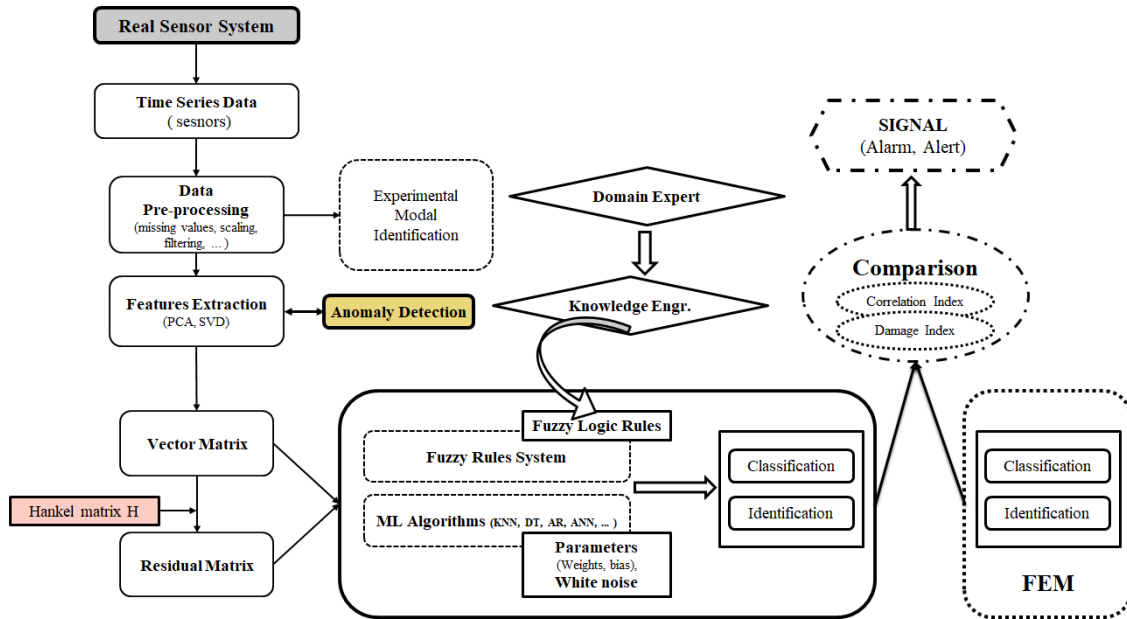 Real Sensor System
Time Series Data
( sesnors)
Data
Pre-processing
(missing values, scaling,
filtering, ... )
Experimental
Modal
Identification
Features Extraction
(PCA, SVD)
Anomaly Detection
Vector Matrix
Hankel matrix H
Residual Matrix
Domain Expert
Knowledge Engr.
Fuzzy Logic Rules
Fuzzy Rules System
ML Algorithms (KNN, DT, AR, ANN, ... )
Parameters
(Weights, bias),
White noise
Classification
Identification
SIGNAL
(Alarm, Alert)
Comparison
Correlation Index
Damage Index
Classification
Identification
FEM